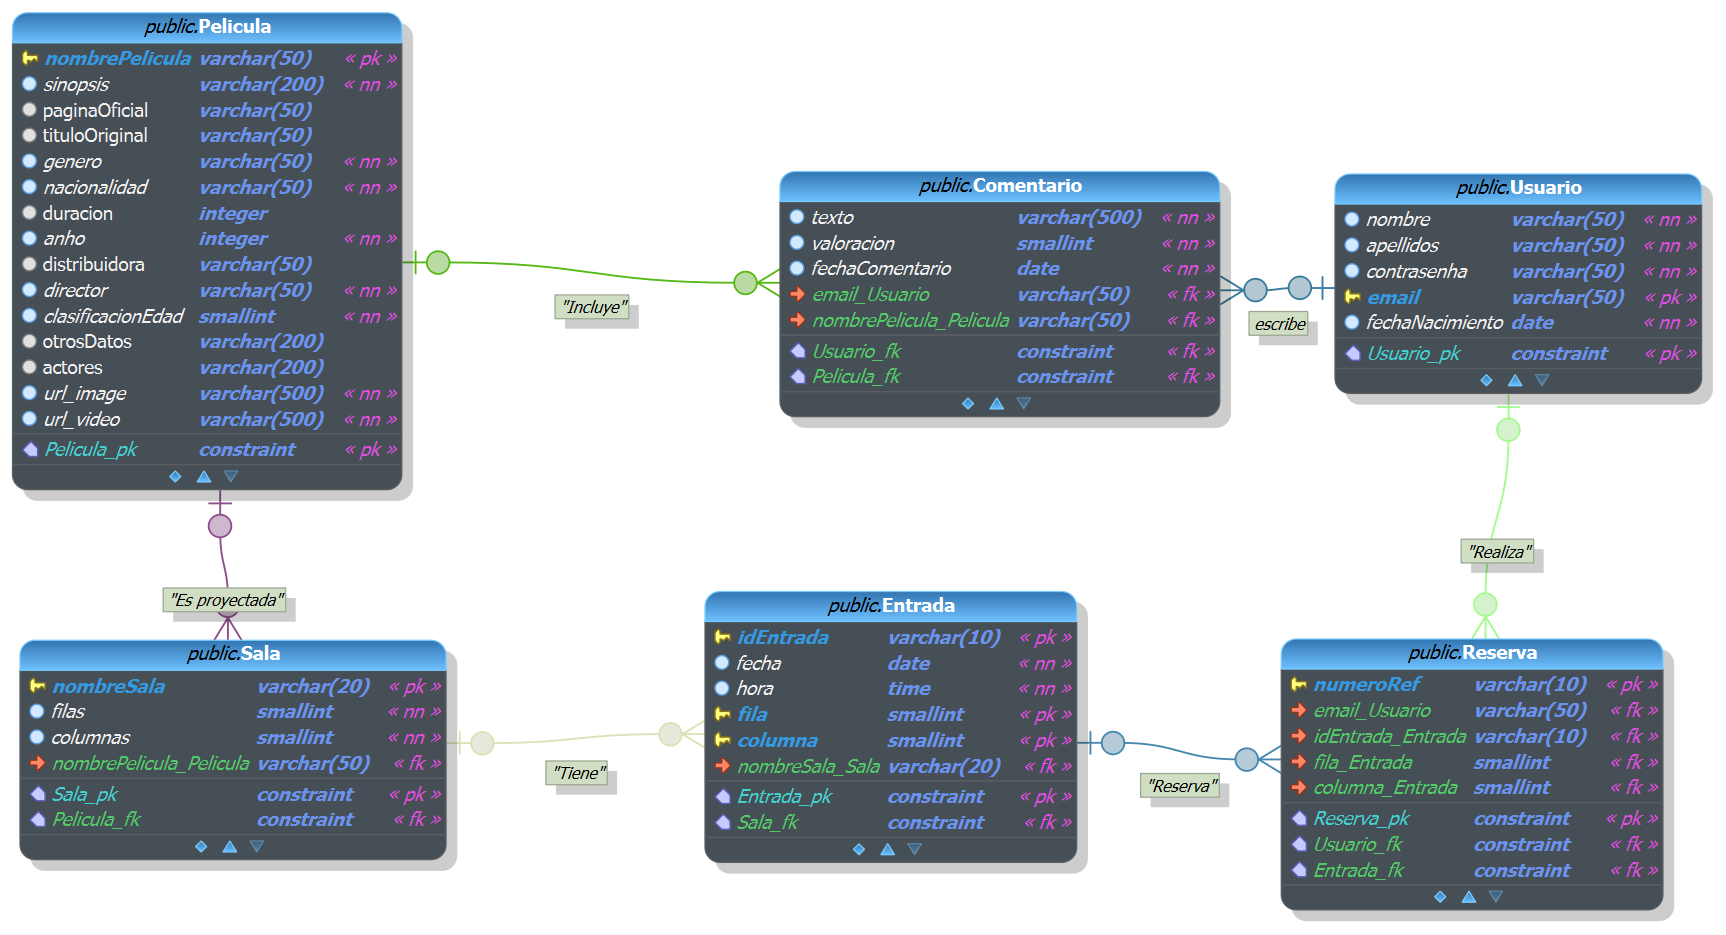 public.Pelicula
nombrePelicula varchar(50) « pk »
sinopsis varchar(200) « nn »
paginaOficial varchar(50)
tituloOriginal varchar(50)
genero varchar(50) « nn »
nacionalidad varchar(50) « nn »
duracion integer
anho integer « nn »
distribuidora varchar(50)
director varchar(50) « nn »
clasificacionEdad smallint « nn »
otrosDatos varchar(200)
actores varchar(200)
url_image varchar(500) « nn »
url_video varchar(500) « nn »
Pelicula_pk constraint « pk »
"Incluye"
public.Comentario
texto varchar(500) « nn »
valoracion smallint « nn »
fechaComentario date « nn »
email_Usuario varchar(50) « fk »
nombrePelicula_Pelicula varchar(50) « fk »
Usuario_fk constraint « fk »
Pelicula_fk constraint « fk »
escribe
public.Usuario
nombre varchar(50) « nn »
apellidos varchar(50) « nn »
contrasenha varchar(50) « nn »
email varchar(50) « pk »
fechaNacimiento date « nn »
Usuario_pk constraint « pk »
"Realiza"
"Es proyectada"
public.Sala
nombreSala varchar(20) « pk »
filas smallint « nn »
columnas smallint « nn »
nombrePelicula_Pelicula varchar(50) « fk »
Sala_pk constraint « pk »
Pelicula_fk constraint « fk »
"Tiene"
public.Entrada
idEntrada varchar(10) « pk »
fecha date « nn »
hora time « nn »
fila smallint « pk »
columna smallint « pk »
nombreSala_Sala varchar(20) « fk »
Entrada_pk constraint « pk »
Sala_fk constraint « fk »
"Reserva"
public.Reserva
numeroRef varchar(10) « pk »
email_Usuario varchar(50) « fk »
idEntrada_Entrada varchar(10) « fk »
fila_Entrada smallint « fk »
columna_Entrada smallint « fk »
Reserva_pk constraint « pk »
Usuario_fk constraint « fk »
Entrada_fk constraint « fk »